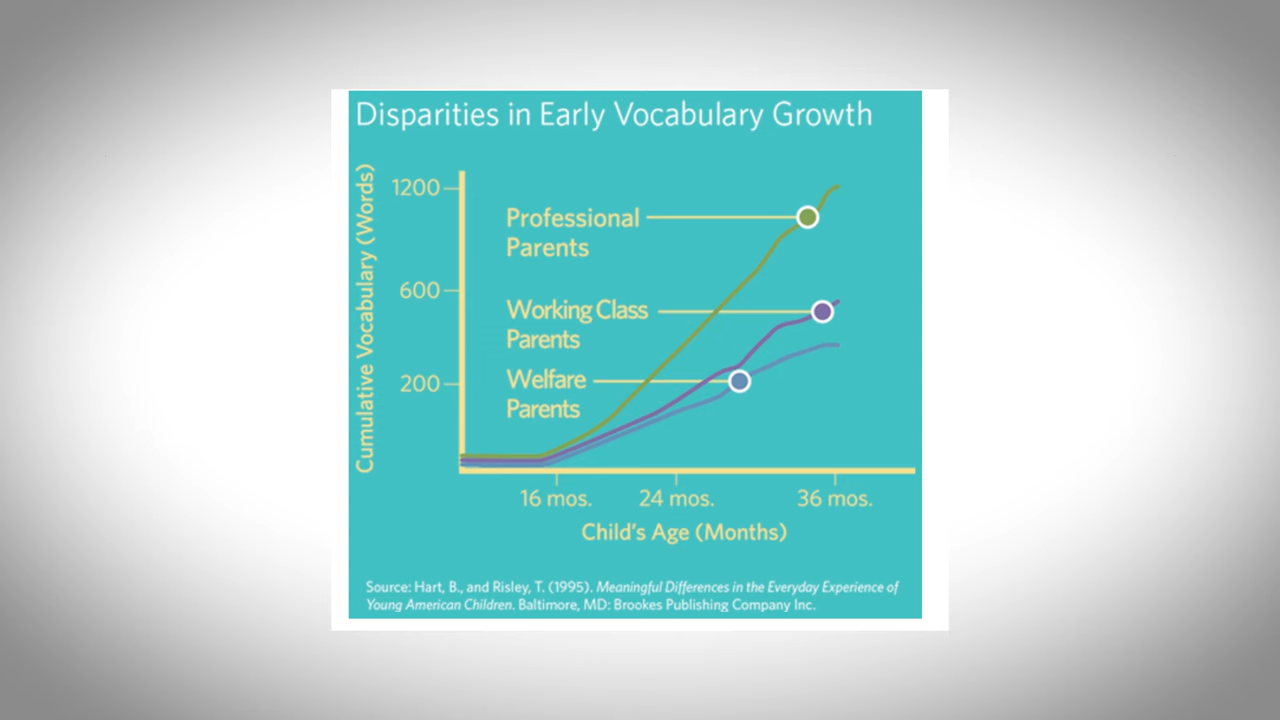 Disparities in Early Vocabulary Growth
Cumulative Vocabulary (Words)
1200
600
200
Professional
Parents
Working Class
Parents
Welfare
Parents
16 mos.
24 mos.
36 mos.
Child's Age (Months)
Source: Hart, B., and Risley, T. (1995). Meaningful Differences in the Everyday Experience of
Young American Children. Baltimore, MD: Brookes Publishing Company Inc.